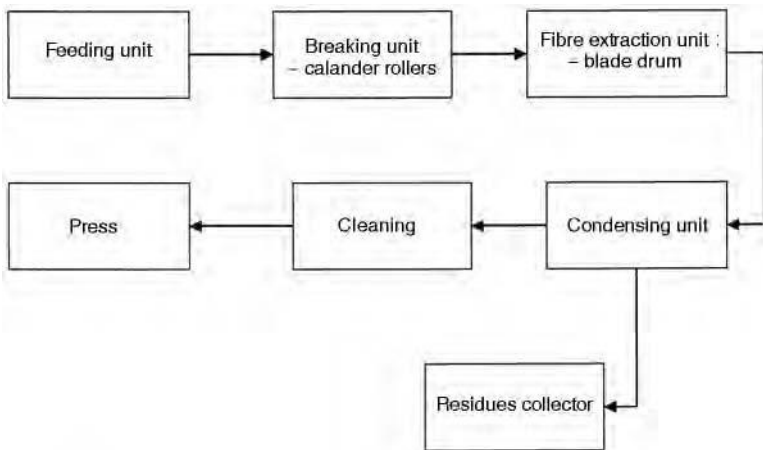 Feeding unit
Breaking unit
– calander rollers
Fibre extraction unit :
– blade drum
Press
Cleaning
Condensing unit
Residues collector